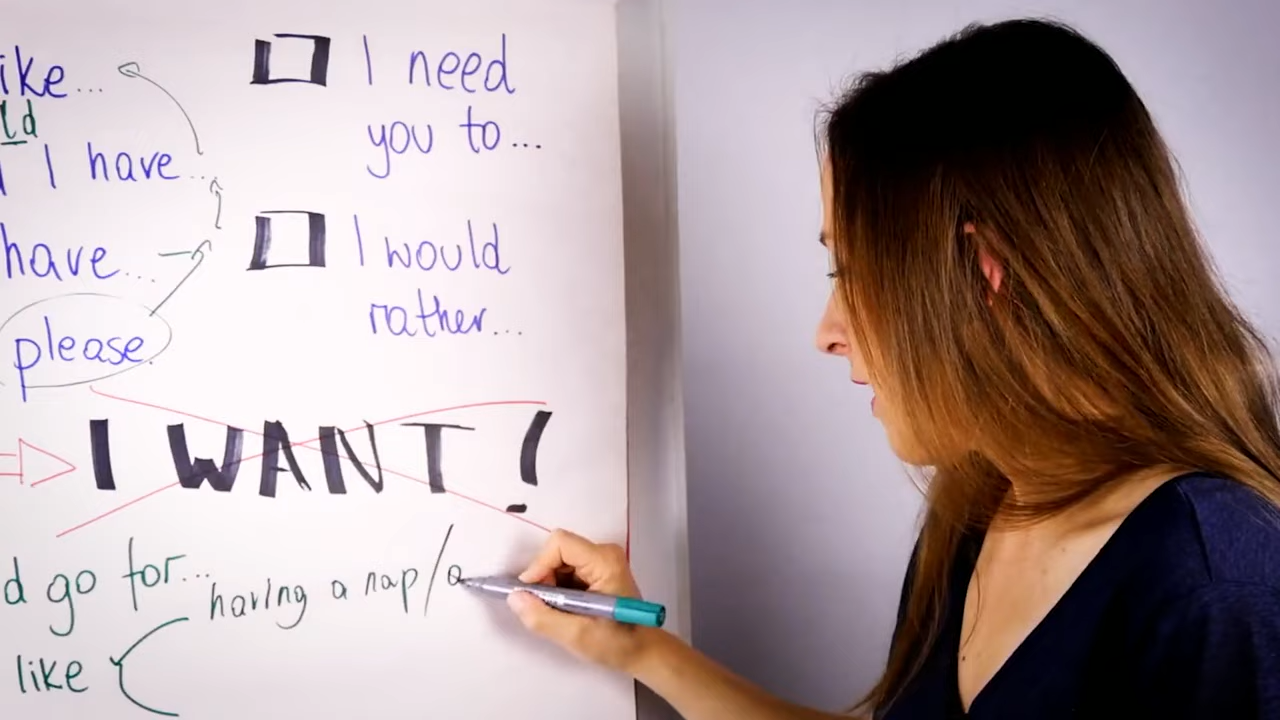 ike...
ld
I have...
have...
please.
I need
you to...
I would
rather...
I WANT!
d go for...
having a nap/a
like